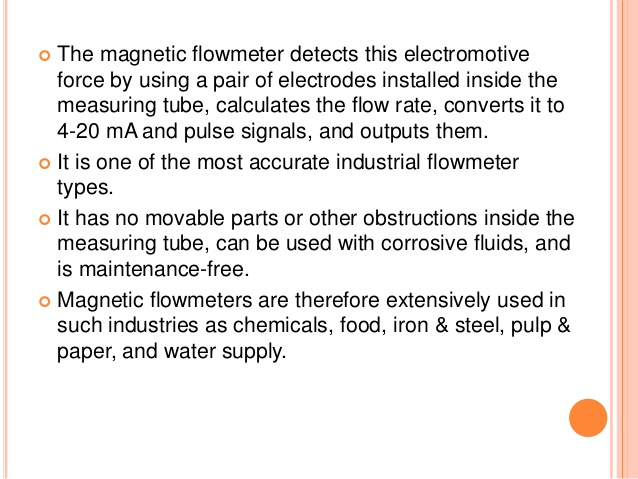 The magnetic flowmeter detects this electromotive
force by using a pair of electrodes installed inside the
measuring tube, calculates the flow rate, converts it to
4-20 mA and pulse signals, and outputs them.
It is one of the most accurate industrial flowmeter
types.
It has no movable parts or other obstructions inside the
measuring tube, can be used with corrosive fluids, and
is maintenance-free.
Magnetic flowmeters are therefore extensively used in
such industries as chemicals, food, iron & steel, pulp &
paper, and water supply.